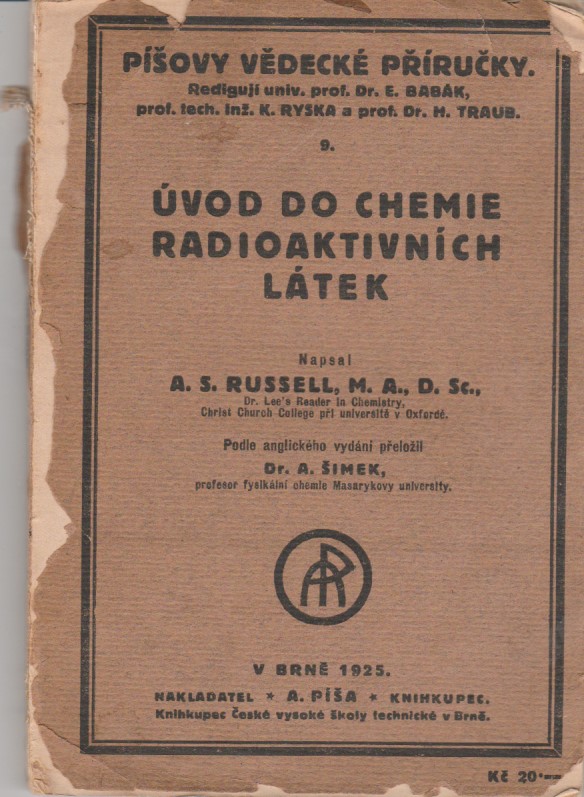 PÍŠOVY VĚDECKÉ PŘÍRUČKY.
Redigují univ. prof. Dr. E. BABÁK,
prof. tech. Inž. K. RYSKA a prof. Dr. H. TRAUB.
9.
ÚVOD DO CHEMIE
RADIOAKTIVNÍCH
LÁTEK
Napsal
A. S. RUSSELL, M. A., D. Sc.,
Dr. Lee's Reader in Chemistry,
Christ Church College při universitě v Oxfordě.
Podle anglického vydání přeložil
Dr. A. ŠIMEK,
profesor fysikální chemie Masarykovy university.
V BRNĚ 1925.
NAKLADATEL * A. PÍŠA * KNIHKUPEC.
Knihkupec České vysoké školy technické v Brně.
Kč 20·—